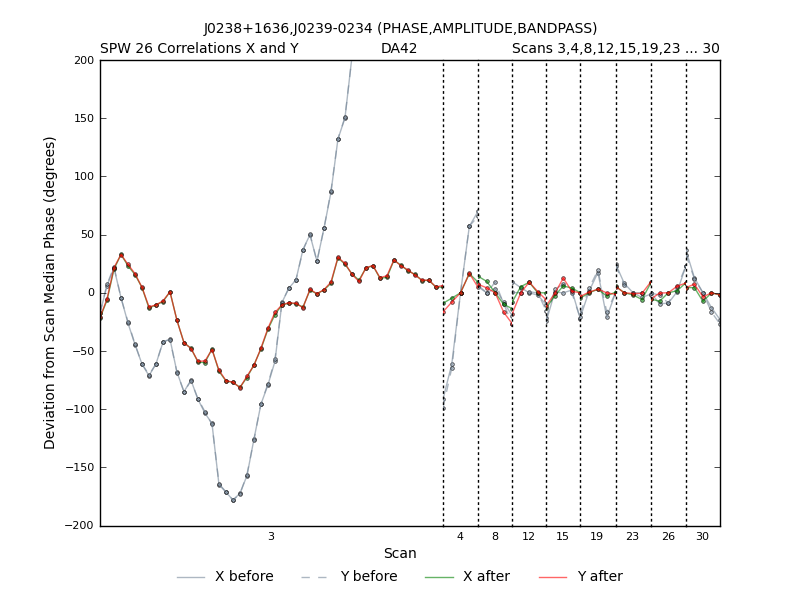 J0238+1636,J0239-0234 (PHASE,AMPLITUDE,BANDPASS)
SPW 26 Correlations X and Y DA42 Scans 3,4,8,12,15,19,23 ... 30
200
150
100
50
0
−50
−100
−150
−200
Deviation from Scan Median Phase (degrees)
3 4 8 12 15 19 23 26 30
Scan
X before Y before X after Y after